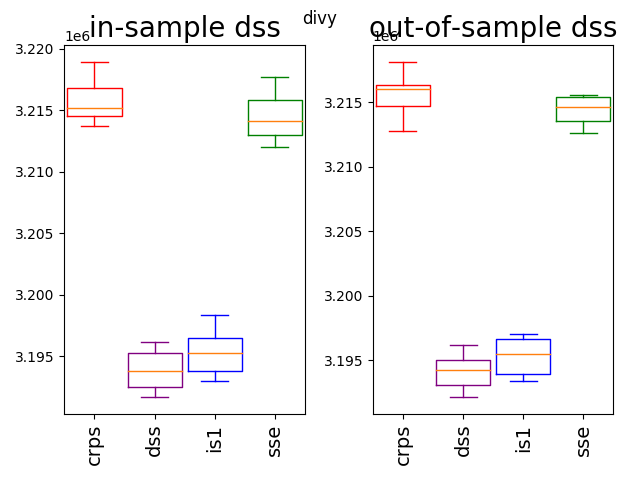 divy
in-sample dss
1e6
3.220
3.215
3.210
3.205
3.200
3.195
crps
dss
is1
sse
out-of-sample dss
1e6
3.215
3.210
3.205
3.200
3.195
crps
dss
is1
sse